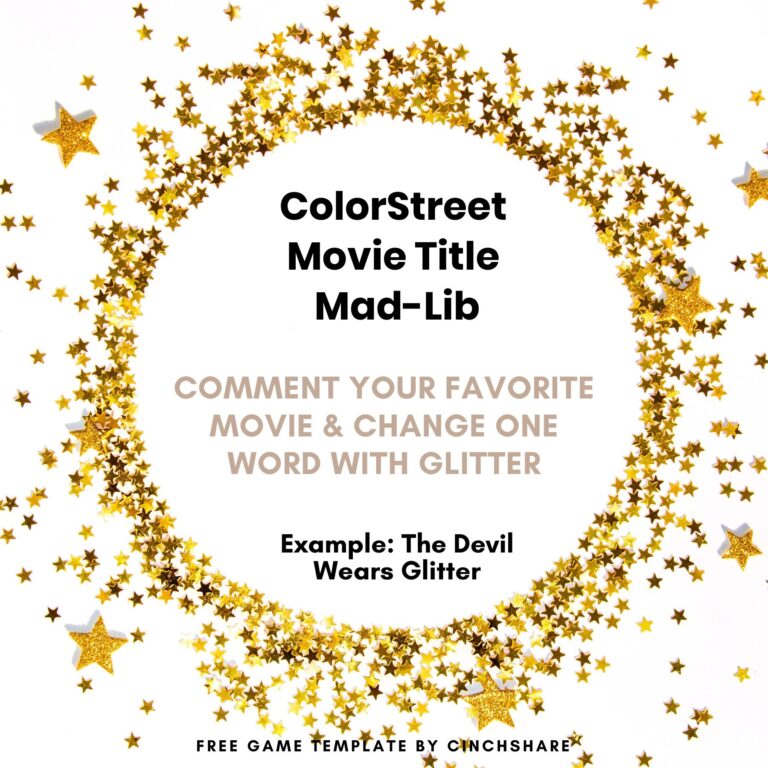 ColorStreet
Movie Title
Mad-Lib
COMMENT YOUR FAVORITE
MOVIE & CHANGE ONE
WORD WITH GLITTER
Example: The Devil
Wears Glitter
FREE GAME TEMPLATE BY CINCHSHARE